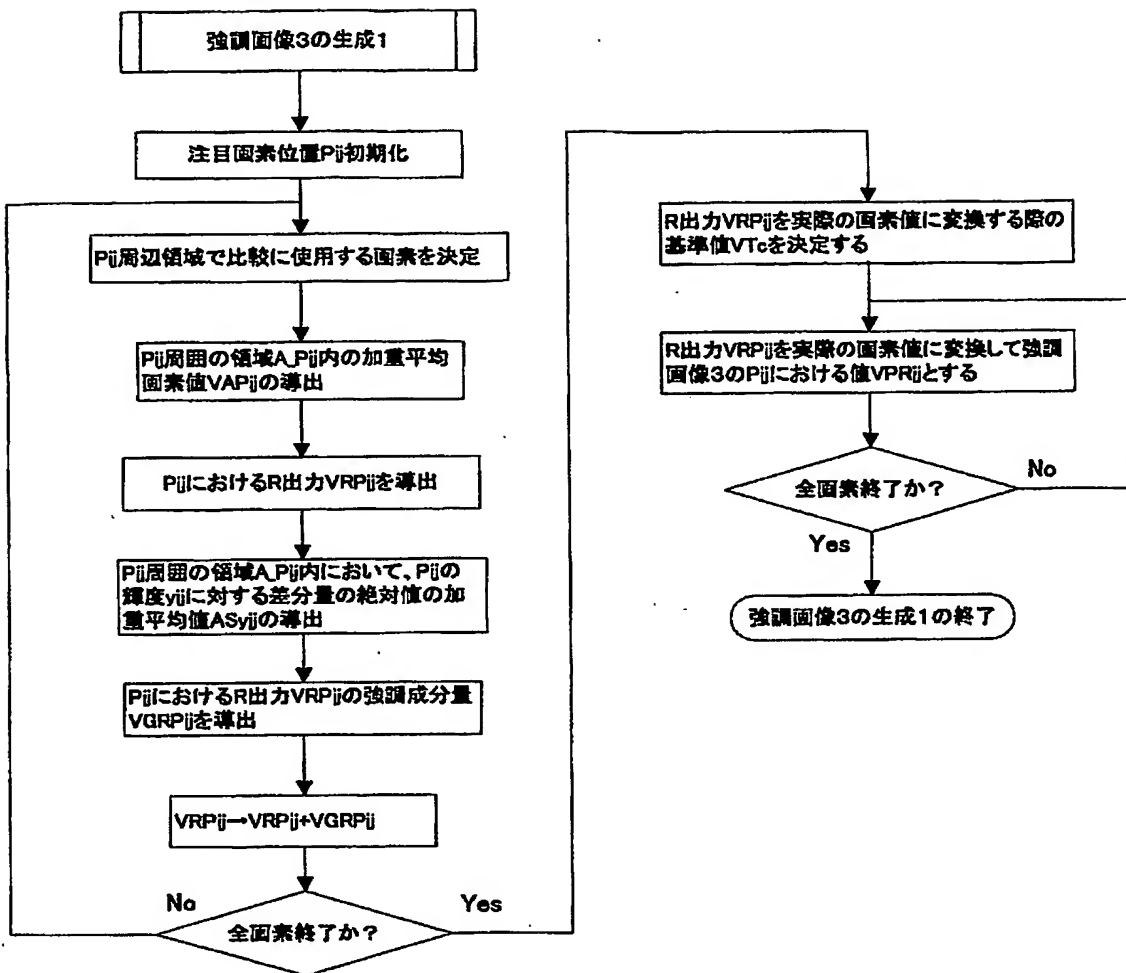 強調画像3の生成1
注目画素位置Pij初期化
Pij周辺領域で比較に使用する画素を決定
Pij周囲の領域A_Pij内の加重平均
画素値VAPijの導出
PijにおけるR出力VRPijを導出
Pij周囲の領域A_Pij内において、Pijの
輝度yijに対する差分量の絶対値の加
重平均値ASyijの導出
PijにおけるR出力VRPijの強調成分量
VGRPijを導出
VRPij→VRPij+VGRPij
No
Yes
全画素終了か？
R出力VRPijを実際の画素値に変換する際の
基準値VTcを決定する
R出力VRPijを実際の画素値に変換して強調
画像3のPijにおける値VPRijとする
全画素終了か？
No
Yes
強調画像3の生成1の終了